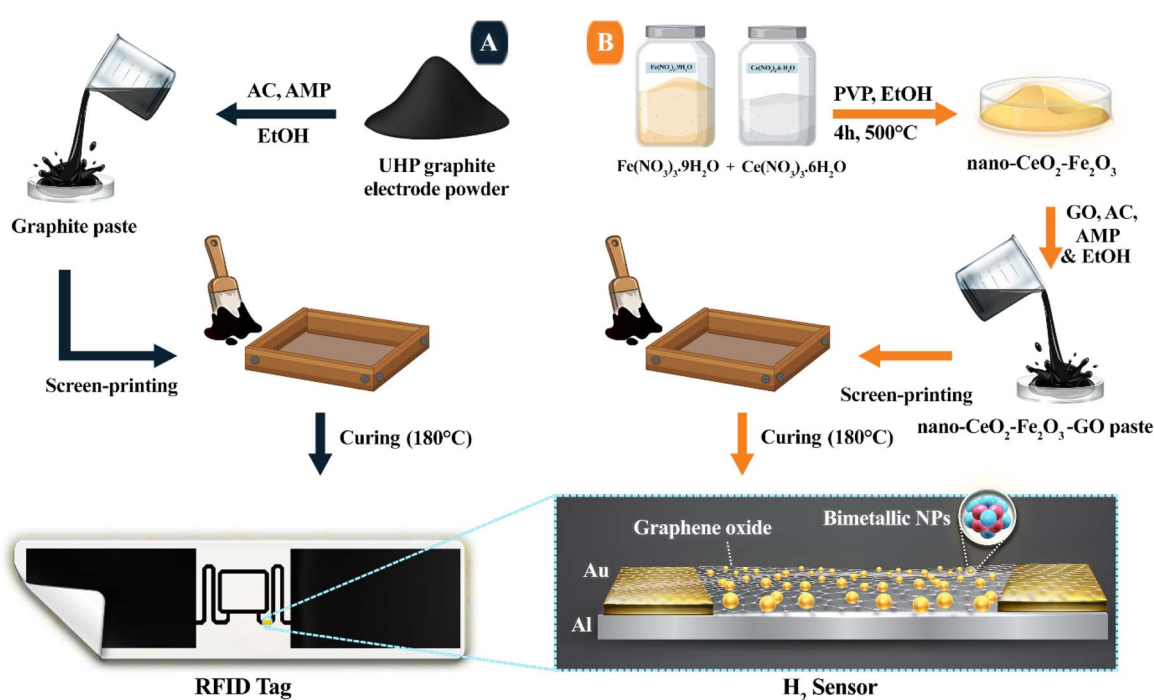 A
AC, AMP
EtOH
UHP graphite
electrode powder
Graphite paste
Screen-printing
Curing (180°C)
RFID Tag
B
Fe(NO₃)₃.9H₂O
Ce(NO₃)₃.6 H₂O
Fe(NO₃)₃.9H₂O + Ce(NO₃)₃.6H₂O
PVP, EtOH
4h, 500°C
nano-CeO₂-Fe₂O₃
GO, AC,
AMP
& EtOH
nano-CeO₂-Fe₂O₃-GO paste
Screen-printing
Curing (180°C)
Graphene oxide
Bimetallic NPs
Au
Al
H₂ Sensor